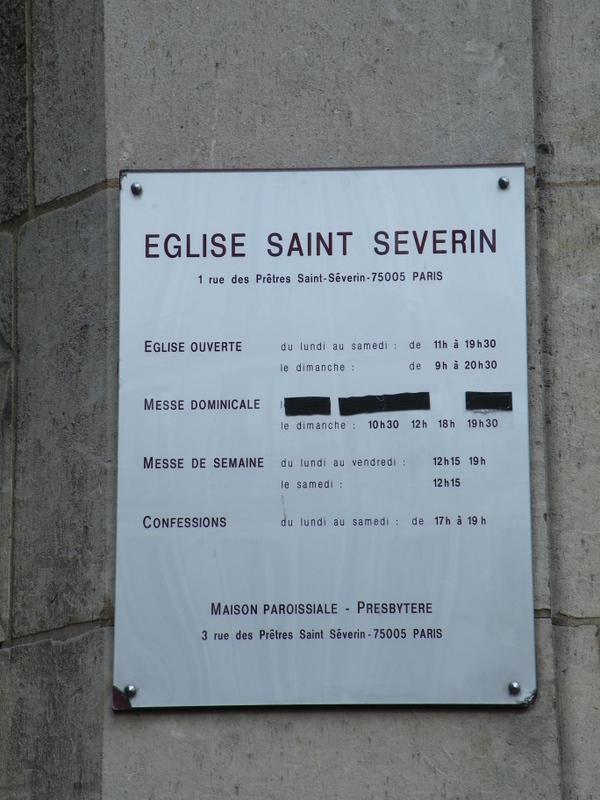 EGLISE SAINT SEVERIN
1 rue des Prêtres Saint-Séverin-75005 PARIS
EGLISE OUVERTE du lundi au samedi : de 11h à 19h30
le dimanche : de 9h à 20h30
MESSE DOMINICALE
le dimanche : 10h30 12h 18h 19h30
MESSE DE SEMAINE du lundi au vendredi : 12h15 19h
le samedi : 12h15
CONFESSIONS du lundi au samedi : de 17h à 19h
MAISON PAROISSIALE - PRESBYTERE
3 rue des Prêtres Saint Séverin-75005 PARIS